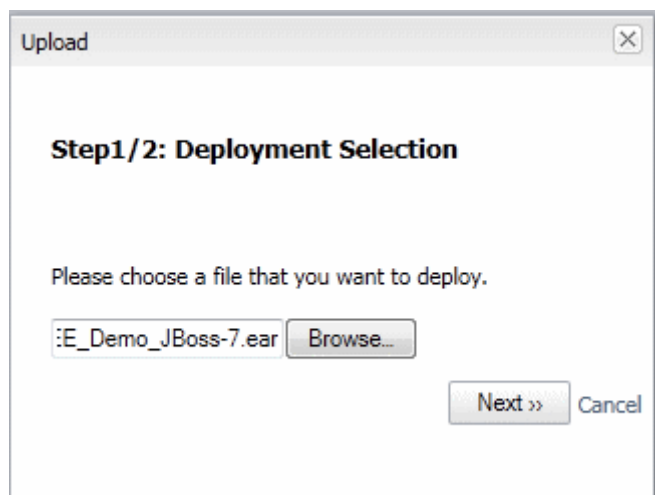 Upload
Step1/2: Deployment Selection
Please choose a file that you want to deploy.
E_Demo_JBoss-7.ear Browse...
Next >> Cancel